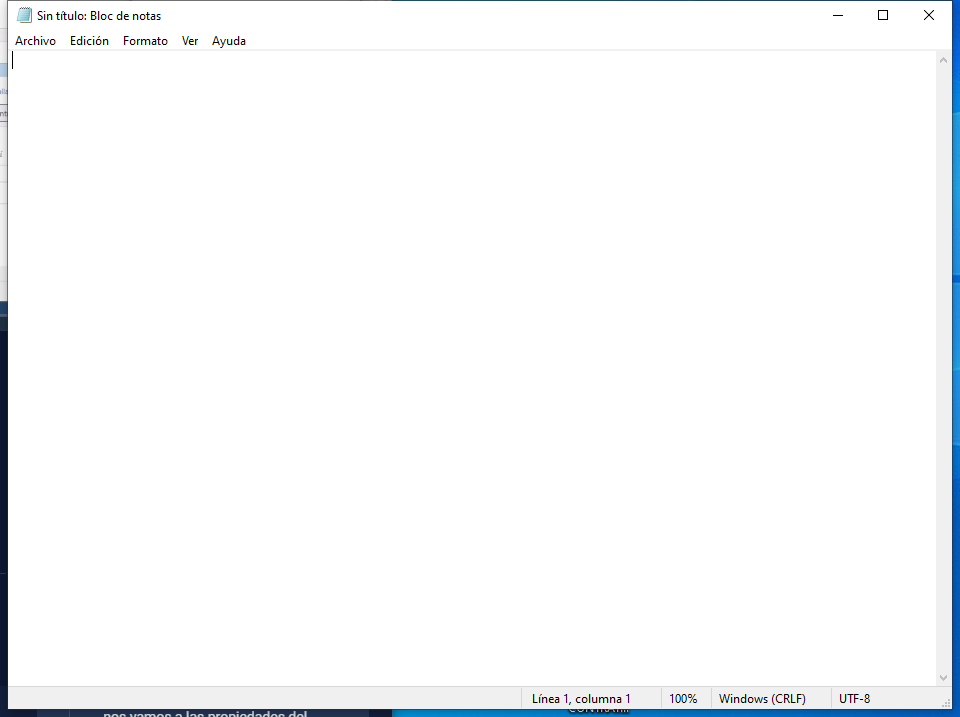 Sin título: Bloc de notas
Archivo Edición Formato Ver Ayuda
Línea 1, columna 1 100% Windows (CRLF) UTF-8
nos vamos a las propiedades del